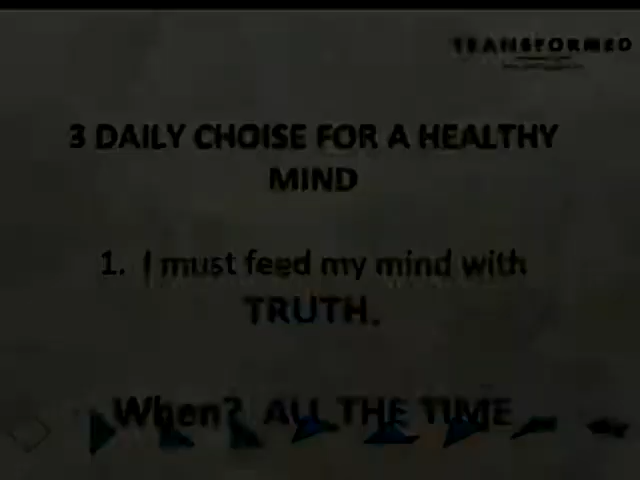 TRANSFORMED
3 DAILY CHOISE FOR A HEALTHY
MIND
1. I must feed my mind with
TRUTH.
When? ALL THE TIME